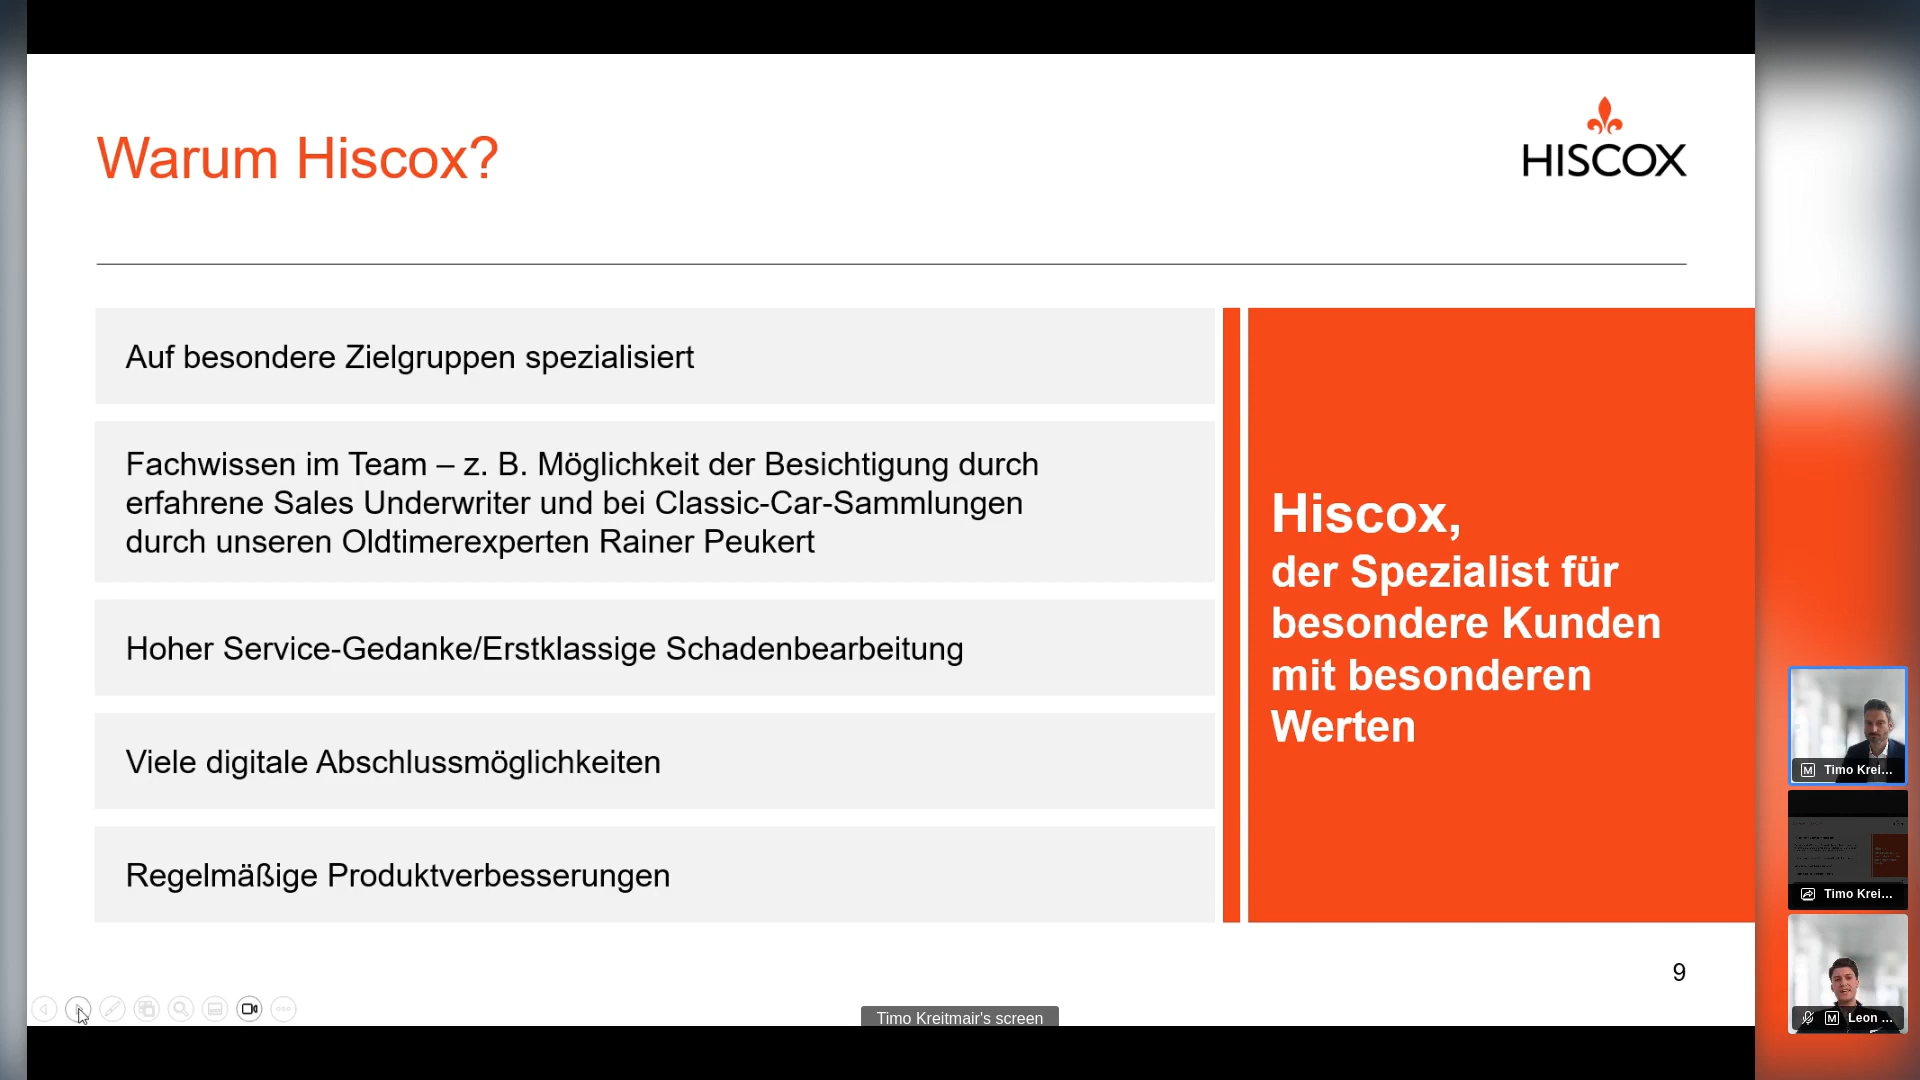 Warum Hiscox?
HISCOX
Auf besondere Zielgruppen spezialisiert
Fachwissen im Team – z. B. Möglichkeit der Besichtigung durch
erfahrene Sales Underwriter und bei Classic-Car-Sammlungen
durch unseren Oldtimerexperten Rainer Peukert
Hoher Service-Gedanke/Erstklassige Schadenbearbeitung
Viele digitale Abschlussmöglichkeiten
Regelmäßige Produktverbesserungen
Hiscox,
der Spezialist für
besondere Kunden
mit besonderen
Werten
9
Timo Kreitmair's screen
M Timo Krei...
Timo Krei...
M Leon ...